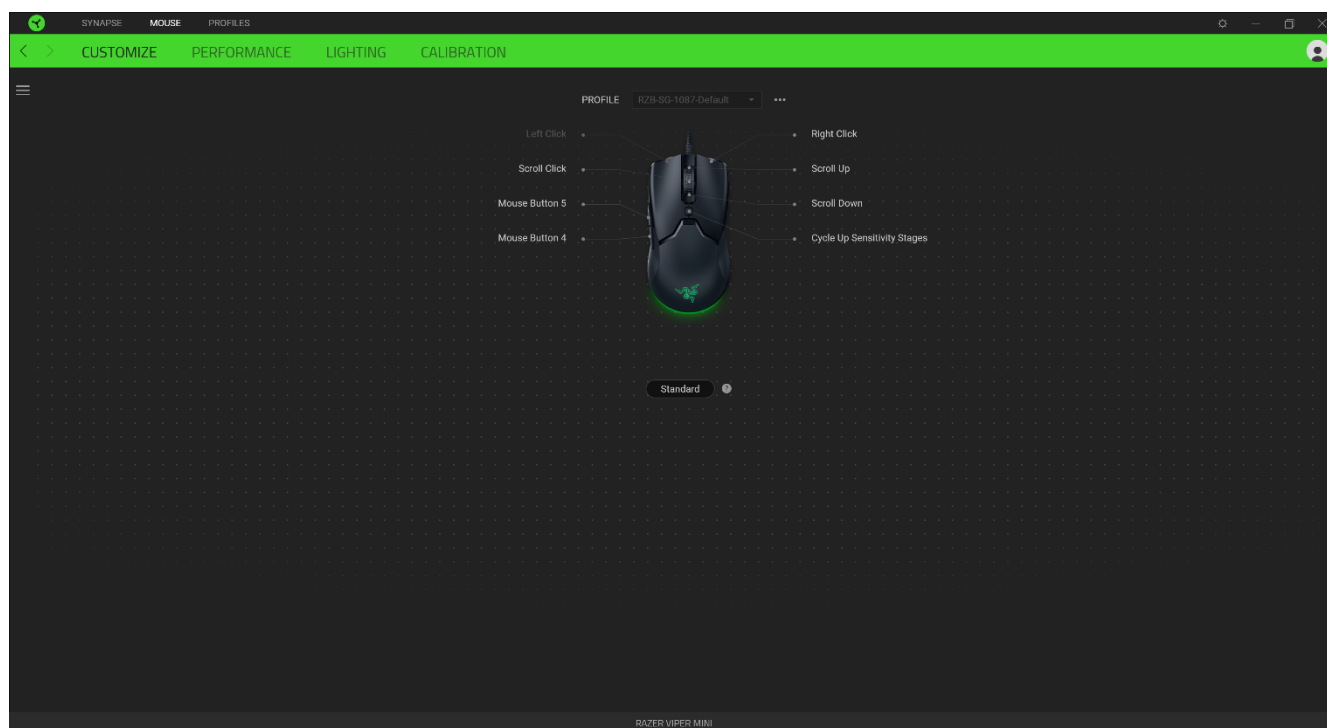 SYNAPSE MOUSE PROFILES
CUSTOMIZE PERFORMANCE LIGHTING CALIBRATION
PROFILE RZB-SG-1087-Default
Left Click Right Click
Scroll Click Scroll Up
Mouse Button 5 Scroll Down
Mouse Button 4 Cycle Up Sensitivity Stages
Standard ?
RAZER VIPER MINI